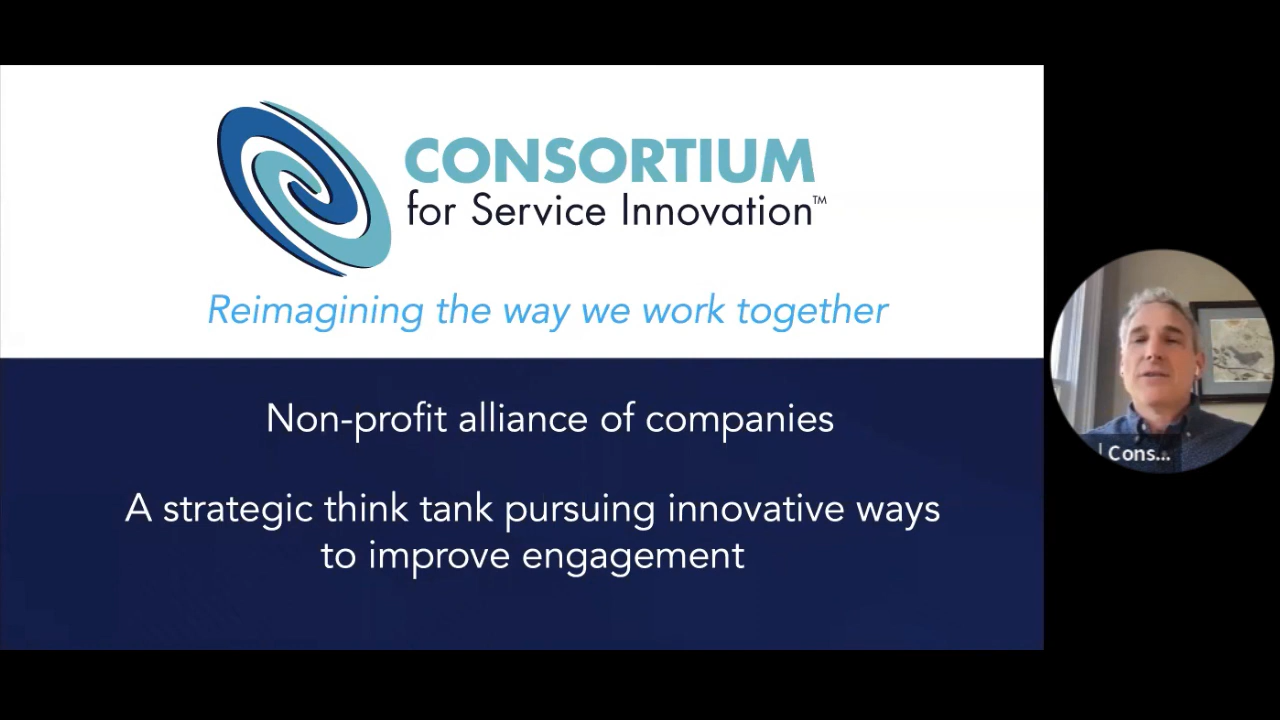 CONSORTIUM
for Service Innovation™
Reimagining the way we work together
Non-profit alliance of companies
A strategic think tank pursuing innovative ways
to improve engagement
| Cons...